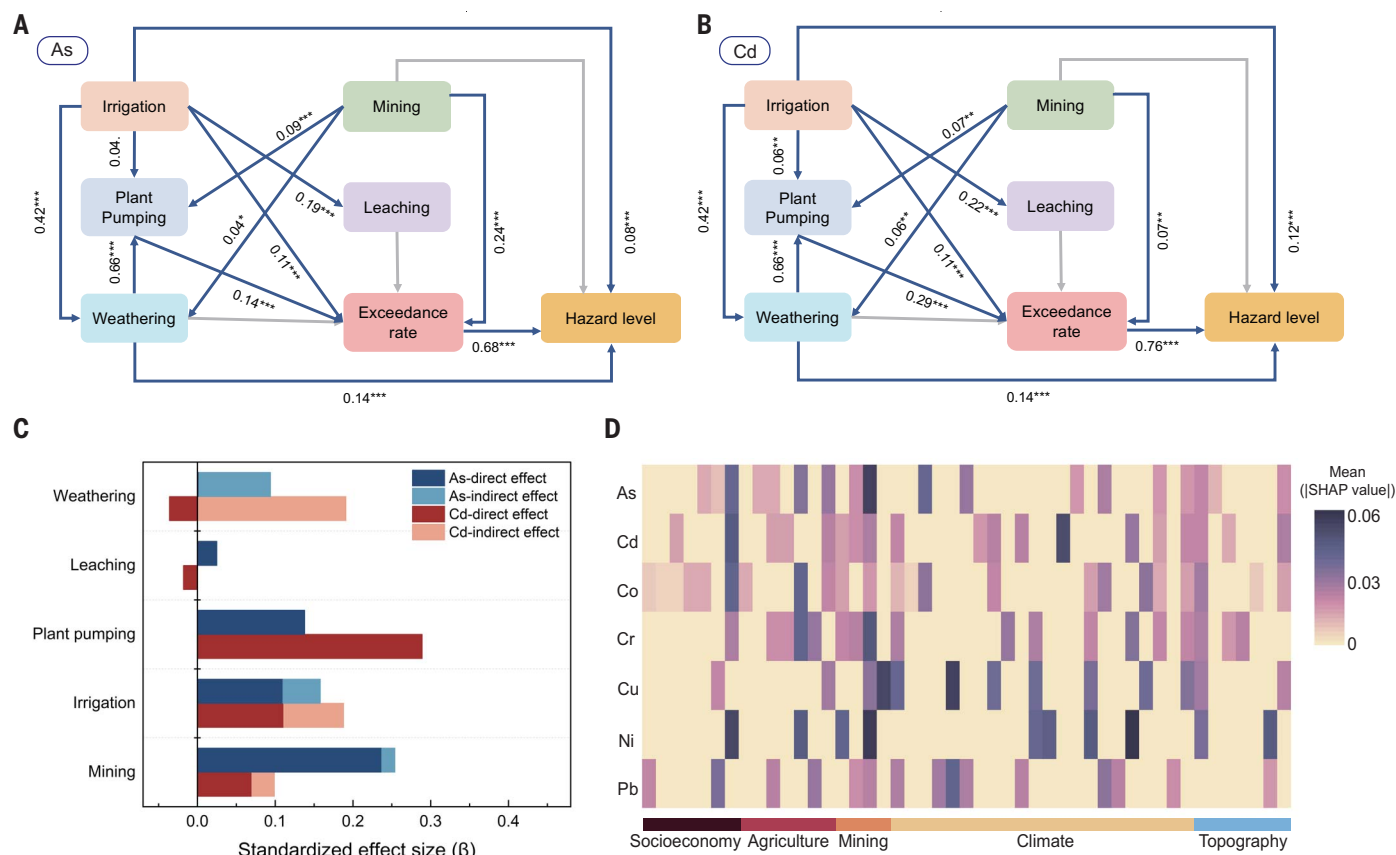 A
As
Irrigation
Mining
Plant
Pumping
Leaching
Weathering
Exceedance
rate
Hazard level
0.42***
0.04.
0.09***
0.19***
0.66***
0.04*
0.11***
0.24***
0.08***
0.14***
0.68***
0.14***
B
Cd
Irrigation
Mining
Plant
Pumping
Leaching
Weathering
Exceedance
rate
Hazard level
0.42***
0.06**
0.07**
0.22***
0.66***
0.06**
0.11***
0.07**
0.12***
0.29***
0.76***
0.14***
C
Weathering
Leaching
Plant pumping
Irrigation
Mining
As-direct effect
As-indirect effect
Cd-direct effect
Cd-indirect effect
0.0 0.1 0.2 0.3 0.4
Standardized effect size (β)
D
As
Cd
Co
Cr
Cu
Ni
Pb
Socioeconomy Agriculture Mining Climate Topography
Mean
(|SHAP value|)
0.06
0.03
0